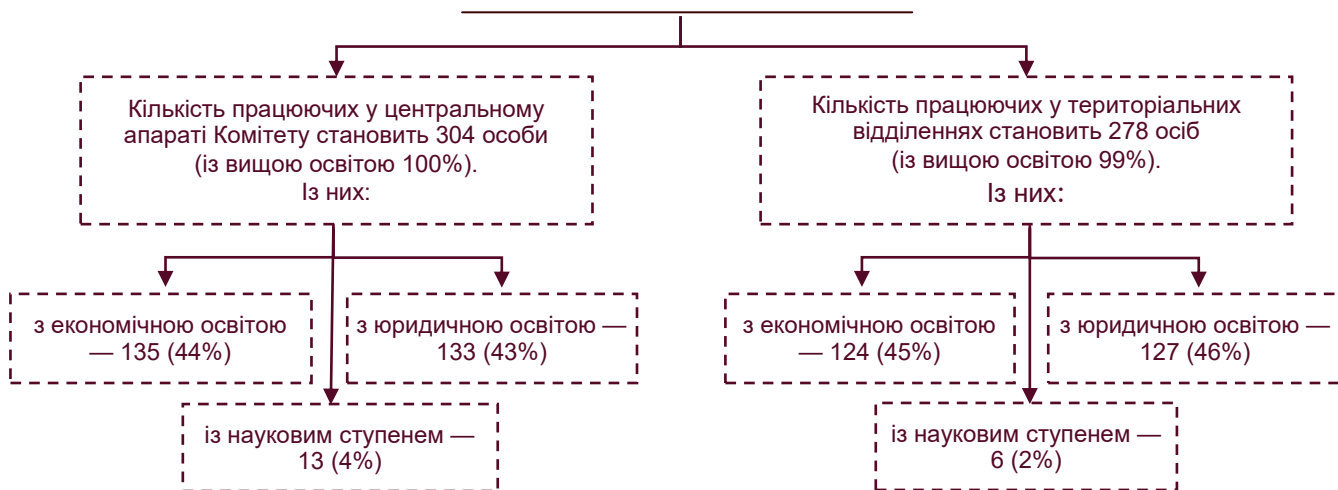 Кількість працюючих у центральному
апараті Комітету становить 304 особи
(із вищою освітою 100%).
Із них:
Кількість працюючих у територіальних
відділеннях становить 278 осіб
(із вищою освітою 99%).
Із них:
з економічною освітою
— 135 (44%)
з юридичною освітою —
133 (43%)
з економічною освітою
— 124 (45%)
з юридичною освітою —
127 (46%)
із науковим ступенем —
13 (4%)
із науковим ступенем —
6 (2%)